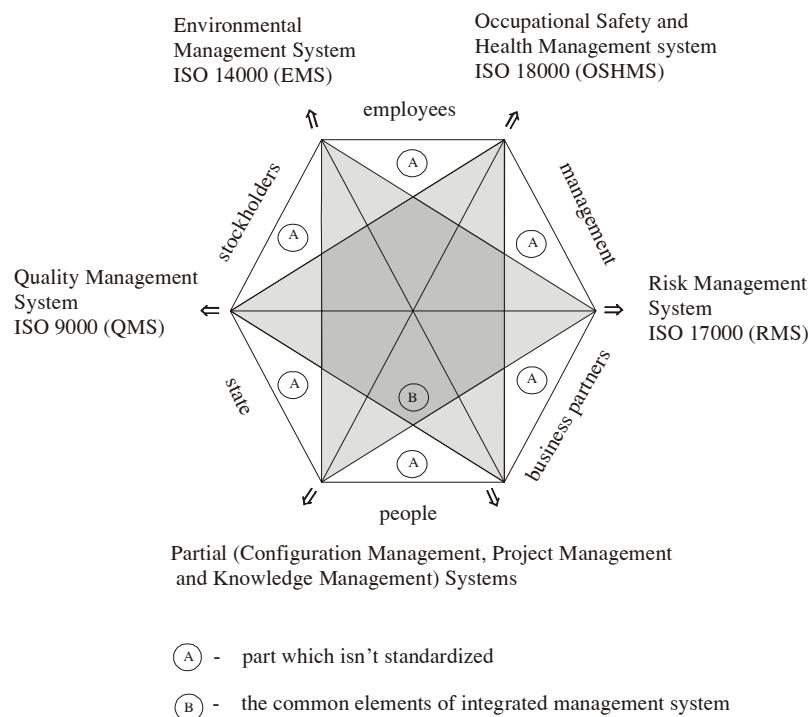 Environmental
Management System
ISO 14000 (EMS)
Occupational Safety and
Health Management system
ISO 18000 (OSHMS)
employees
stockholders
management
A
A
A
Quality Management
System
ISO 9000 (QMS)
Risk Management
System
ISO 17000 (RMS)
state
A
B
A
A
business partners
people
Partial (Configuration Management, Project Management
and Knowledge Management) Systems
A - part which isn't standardized
B - the common elements of integrated management system